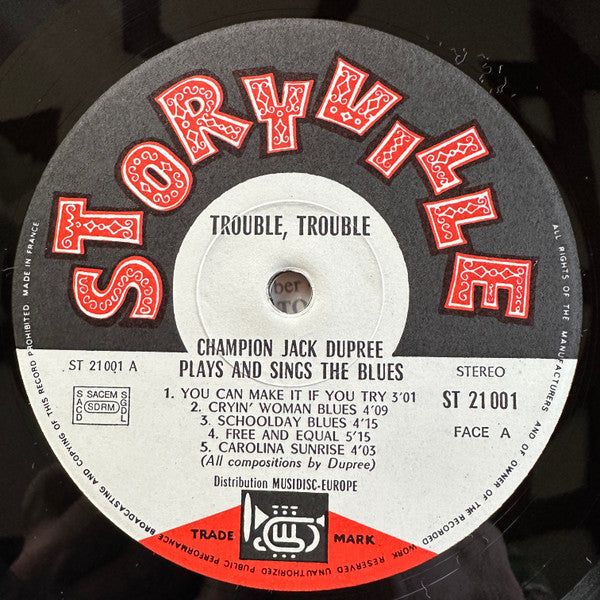 STORYVILLE
TROUBLE, TROUBLE
ber
TO
CHAMPION JACK DUPREE
PLAYS AND SINGS THE BLUES
ST 21001 A
STEREO
SACEM
SACD
SDRM
SGDL
ST 21 001
FACE A
1. YOU CAN MAKE IT IF YOU TRY 3'01
2. CRYIN' WOMAN BLUES 4'09
3. SCHOOLDAY BLUES 4'15
4. FREE AND EQUAL 5'15
5. CAROLINA SUNRISE 4'03
(All compositions by Dupree)
Distribution MUSIDISC-EUROPE
TRADE MARK
ALL RIGHTS OF THE MANUFACTURERS AND OF OWNER OF THE RECORDED WORK RESERVED UNAUTHORIZED PUBLIC PERFORMANCE BROADCASTING AND COPYING OF THIS RECORD PROHIBITED. MADE IN FRANCE